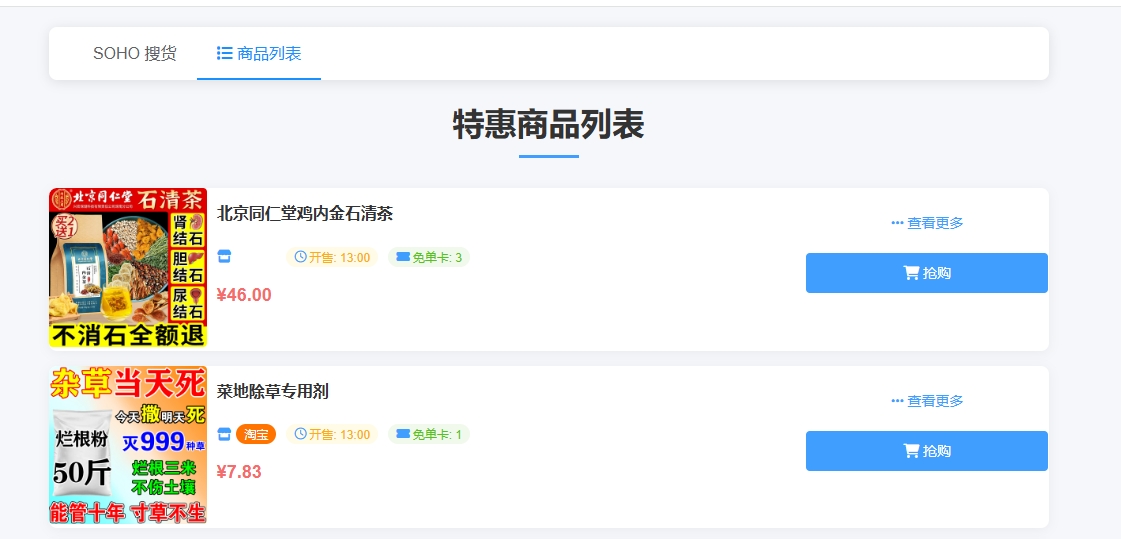 SOHO 搜货
商品列表
特惠商品列表
北京同仁堂 石清茶
买2送1
肾结石
胆结石
尿结石
不消石全额退
北京同仁堂鸡内金石清茶
开售: 13:00
免单卡: 3
¥46.00
查看更多
抢购
杂草当天死
今天撒明天死
烂根粉
50斤
灭999种草
烂根三米
不伤土壤
能管十年 寸草不生
菜地除草专用剂
淘宝
开售: 13:00
免单卡: 1
¥7.83
查看更多
抢购